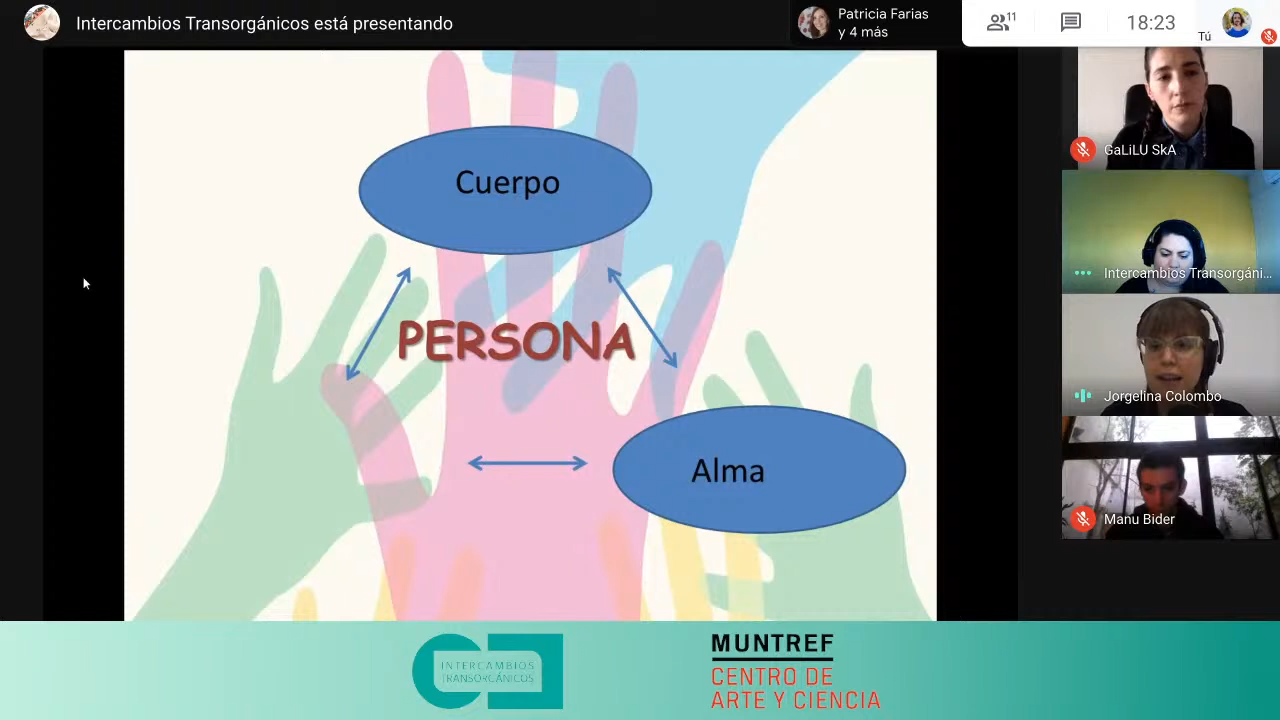 Intercambios Transorgánicos está presentando
Patricia Farias
y 4 más
11
18:23
Tú
GaLiLU SkA
Intercambios Transorgáni...
Jorgelina Colombo
Manu Bider
Cuerpo
PERSONA
Alma
INTERCAMBIOS
TRANSORGÁNICOS
MUNTREF
CENTRO DE
ARTE Y CIENCIA